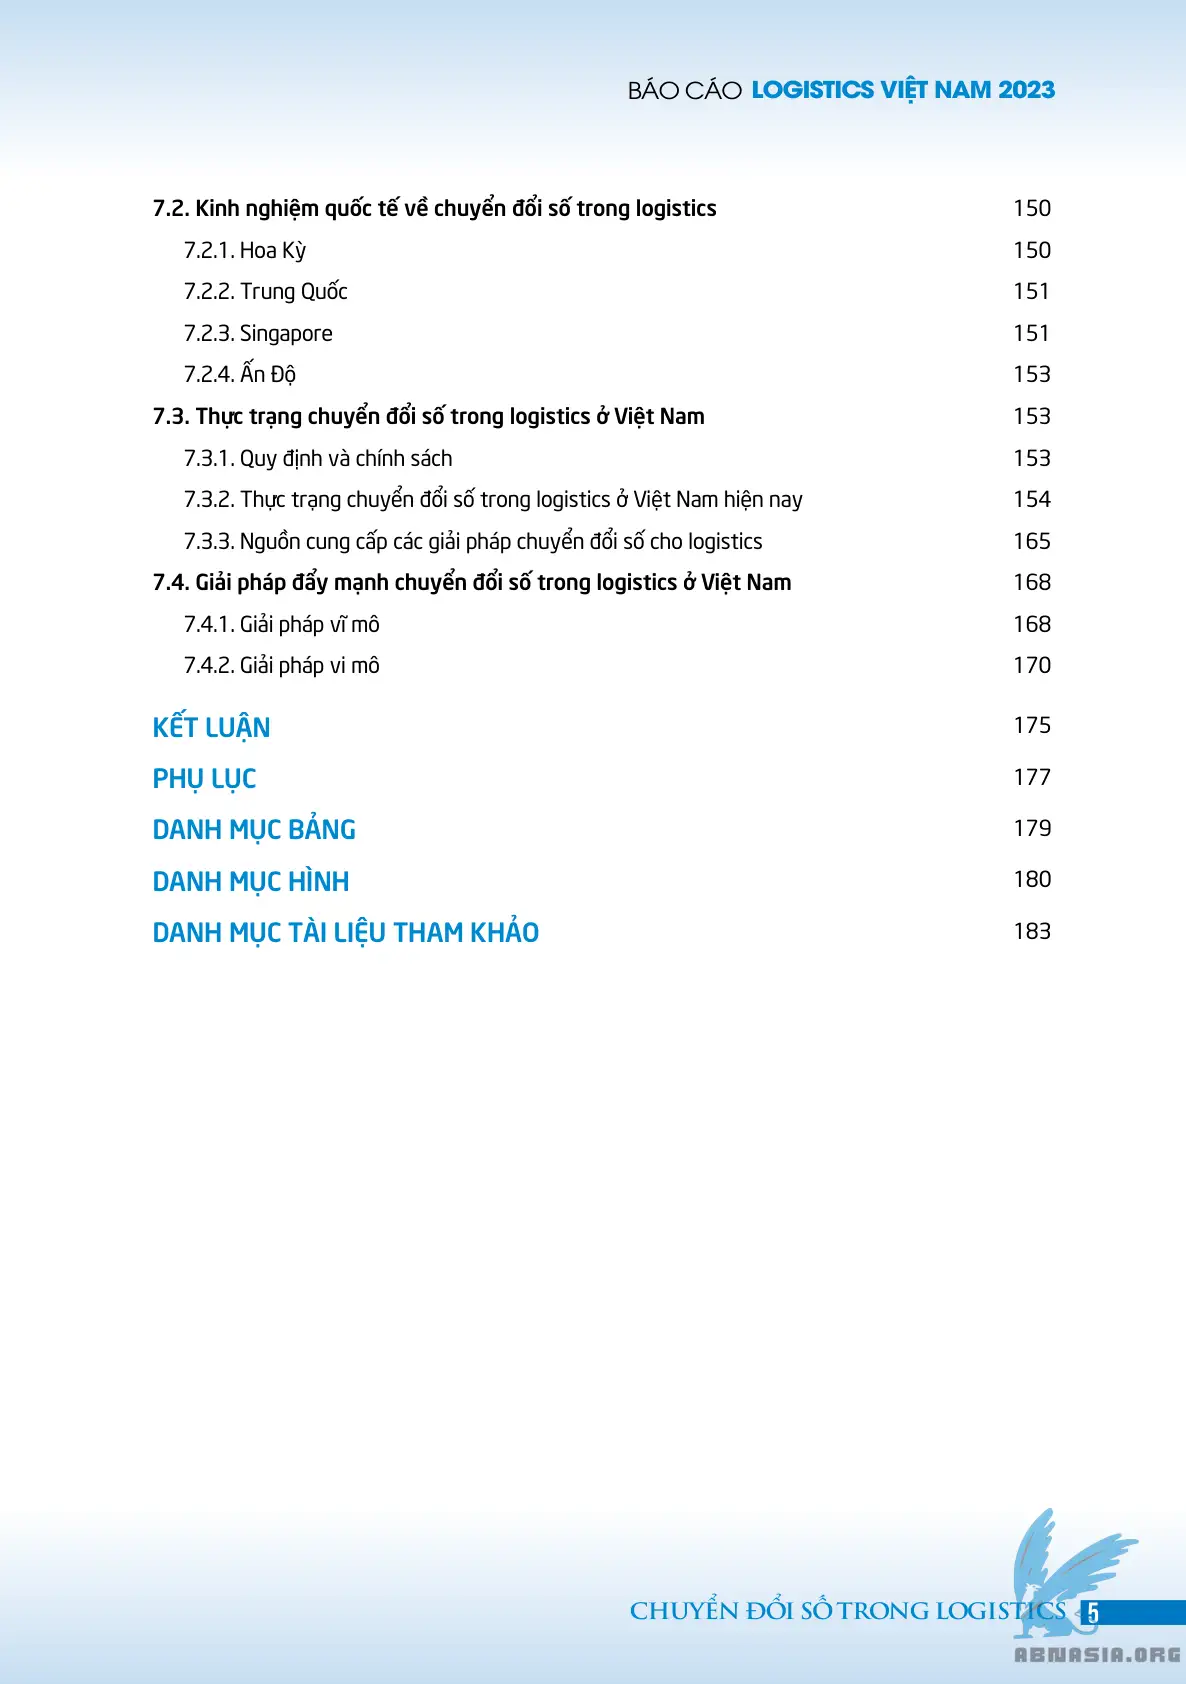 BÁO CÁO LOGISTICS VIỆT NAM 2023
7.2. Kinh nghiệm quốc tế về chuyển đổi số trong logistics 150
7.2.1. Hoa Kỳ 150
7.2.2. Trung Quốc 151
7.2.3. Singapore 151
7.2.4. Ấn Độ 153
7.3. Thực trạng chuyển đổi số trong logistics ở Việt Nam 153
7.3.1. Quy định và chính sách 153
7.3.2. Thực trạng chuyển đổi số trong logistics ở Việt Nam hiện nay 154
7.3.3. Nguồn cung cấp các giải pháp chuyển đổi số cho logistics 165
7.4. Giải pháp đẩy mạnh chuyển đổi số trong logistics ở Việt Nam 168
7.4.1. Giải pháp vĩ mô 168
7.4.2. Giải pháp vi mô 170
KẾT LUẬN 175
PHỤ LỤC 177
DANH MỤC BẢNG 179
DANH MỤC HÌNH 180
DANH MỤC TÀI LIỆU THAM KHẢO 183
CHUYỂN ĐỔI SỐ TRONG LOGISTICS 5
ABNASIA.ORG